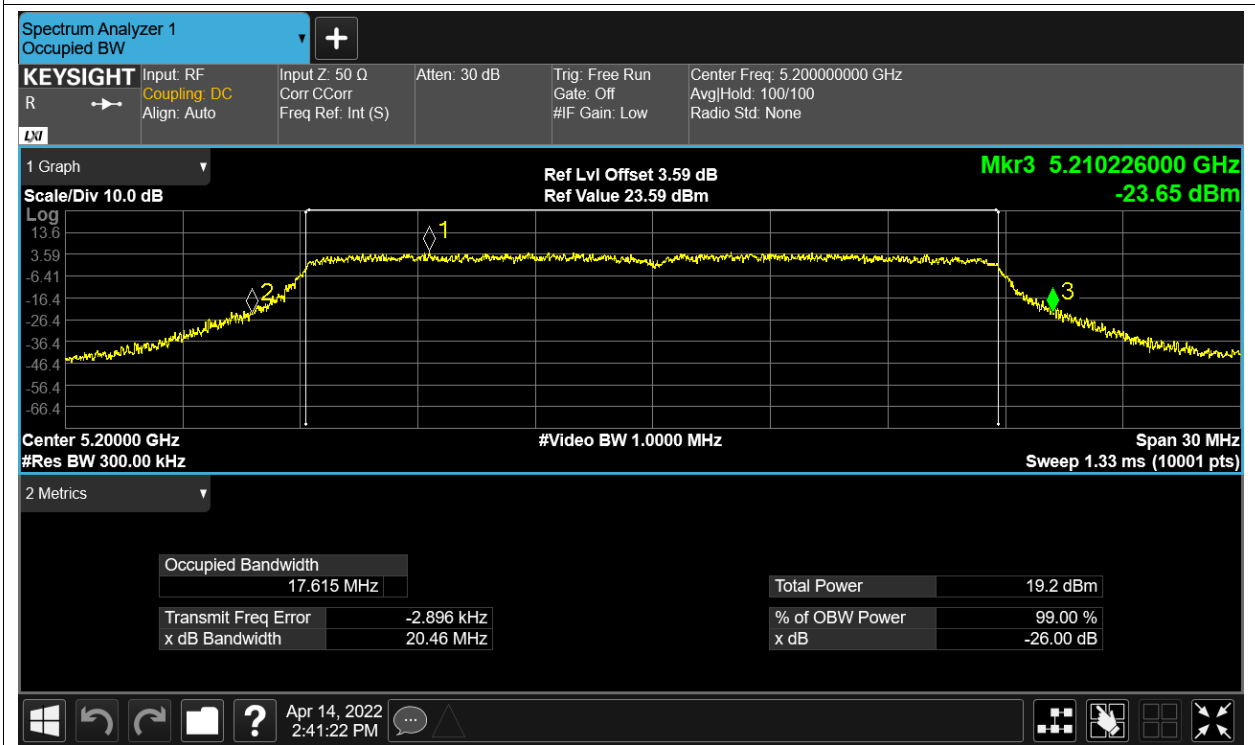 Spectrum Analyzer 1
Occupied BW
KEYSIGHT
R
LXI
Input: RF
Coupling: DC
Align: Auto
Input Z: 50 Ω
Corr CCorr
Freq Ref: Int (S)
Atten: 30 dB
Trig: Free Run
Gate: Off
#IF Gain: Low
Center Freq: 5.200000000 GHz
Avg|Hold: 100/100
Radio Std: None
1 Graph
Scale/Div 10.0 dB
Ref Lvl Offset 3.59 dB
Ref Value 23.59 dBm
Mkr3 5.210226000 GHz
-23.65 dBm
Log
13.6
3.59
-6.41
-16.4
-26.4
-36.4
-46.4
-56.4
-66.4
1
2
3
Center 5.20000 GHz
#Res BW 300.00 kHz
#Video BW 1.0000 MHz
Span 30 MHz
Sweep 1.33 ms (10001 pts)
2 Metrics
Occupied Bandwidth
17.615 MHz
Total Power 19.2 dBm
Transmit Freq Error -2.896 kHz
% of OBW Power 99.00 %
x dB Bandwidth 20.46 MHz
x dB -26.00 dB
?
Apr 14, 2022
2:41:22 PM